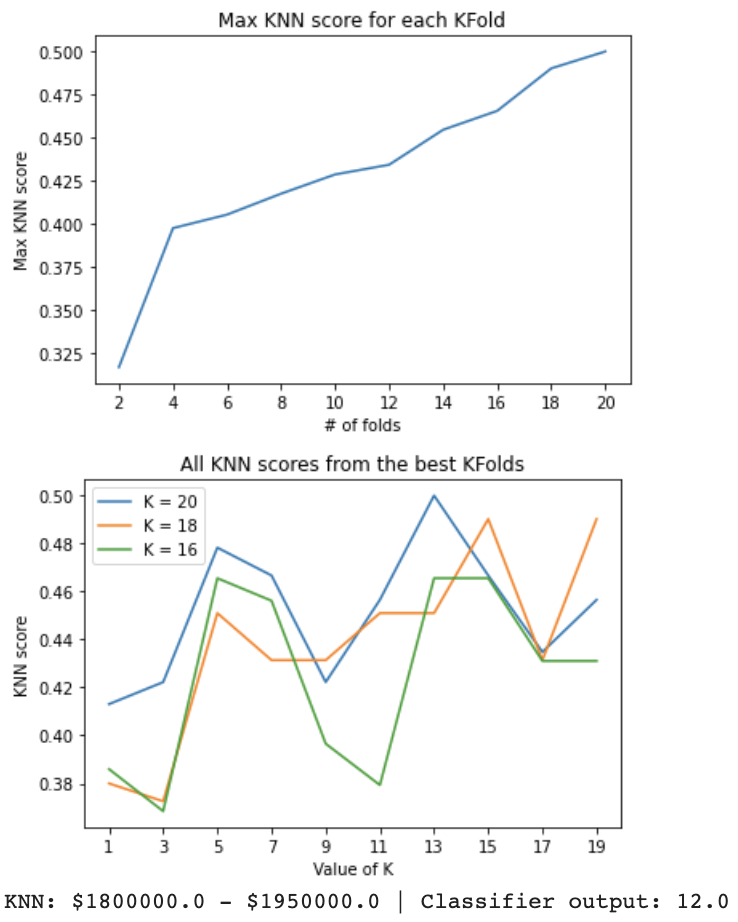 Max KNN score for each KFold
0.500
0.475
0.450
0.425
0.400
0.375
0.350
0.325
Max KNN score
2 4 6 8 10 12 14 16 18 20
# of folds
All KNN scores from the best KFolds
K = 20
K = 18
K = 16
0.50
0.48
0.46
0.44
0.42
0.40
0.38
KNN score
1 3 5 7 9 11 13 15 17 19
Value of K
KNN: $1800000.0 - $1950000.0 | Classifier output: 12.0